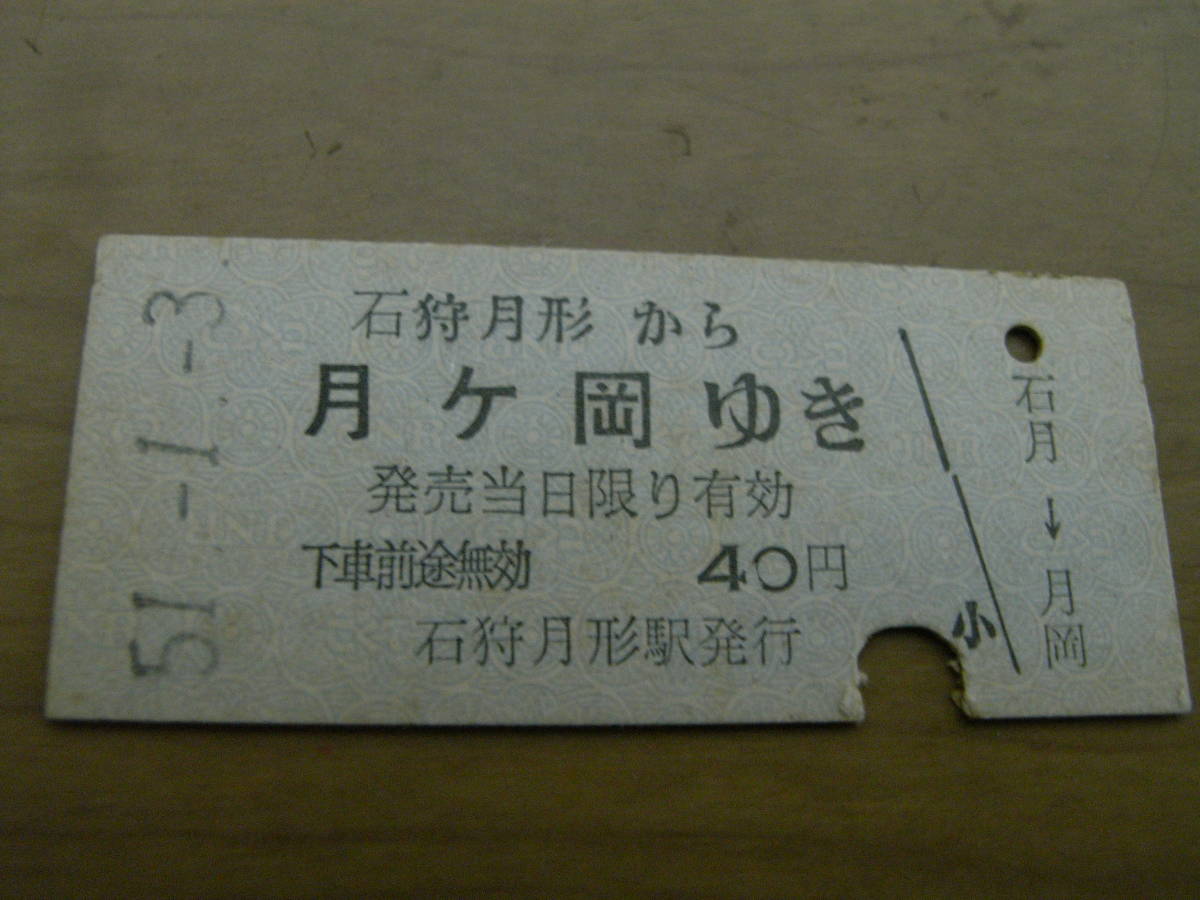 51-1-3
石狩月形 から
月ケ岡ゆき
発売当日限り有効
下車前途無効 40円
石狩月形駅発行
小
石月→月岡